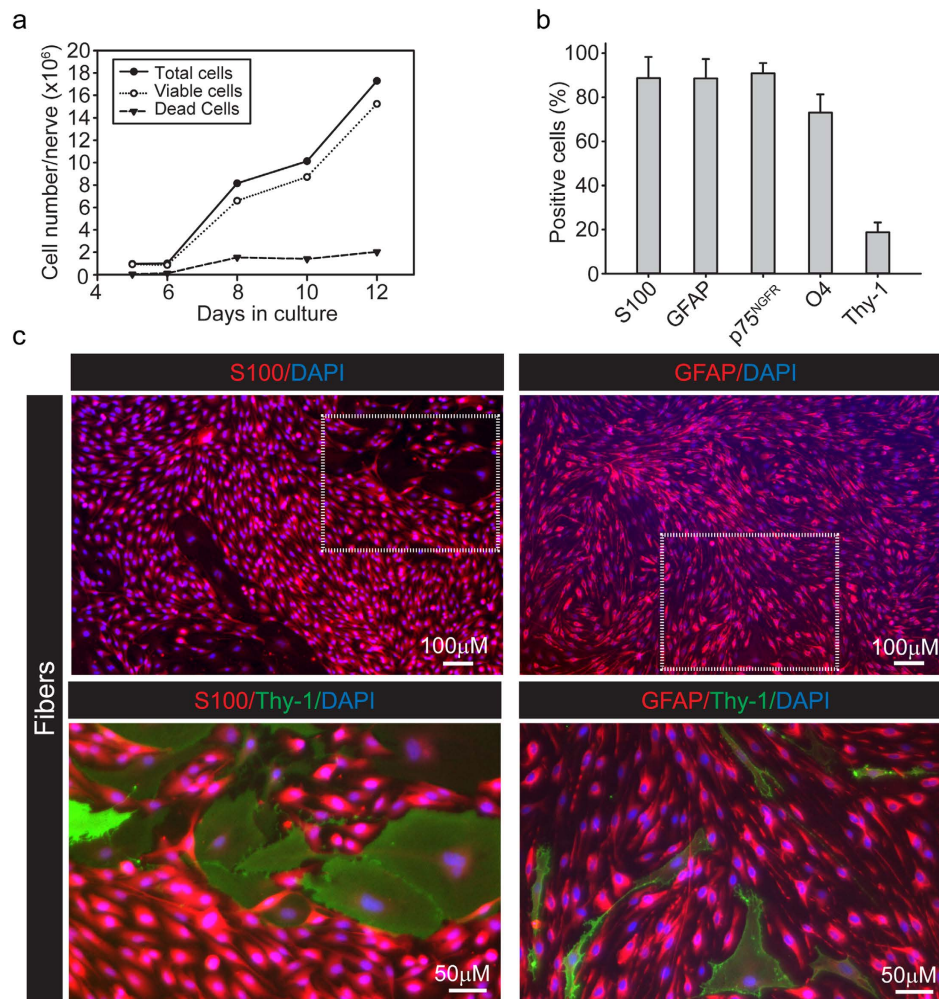 a
20
18
16
14
12
10
8
6
4
2
0
Cell number/nerve (x10⁶)
Total cells
Viable cells
Dead Cells
4 6 8 10 12
Days in culture
b
100
80
60
40
20
0
Positive cells (%)
S100 GFAP p75ᴺᴳᶠᴿ O4 Thy-1
c
S100/DAPI
GFAP/DAPI
Fibers
100µM
100µM
S100/Thy-1/DAPI
GFAP/Thy-1/DAPI
50µM
50µM